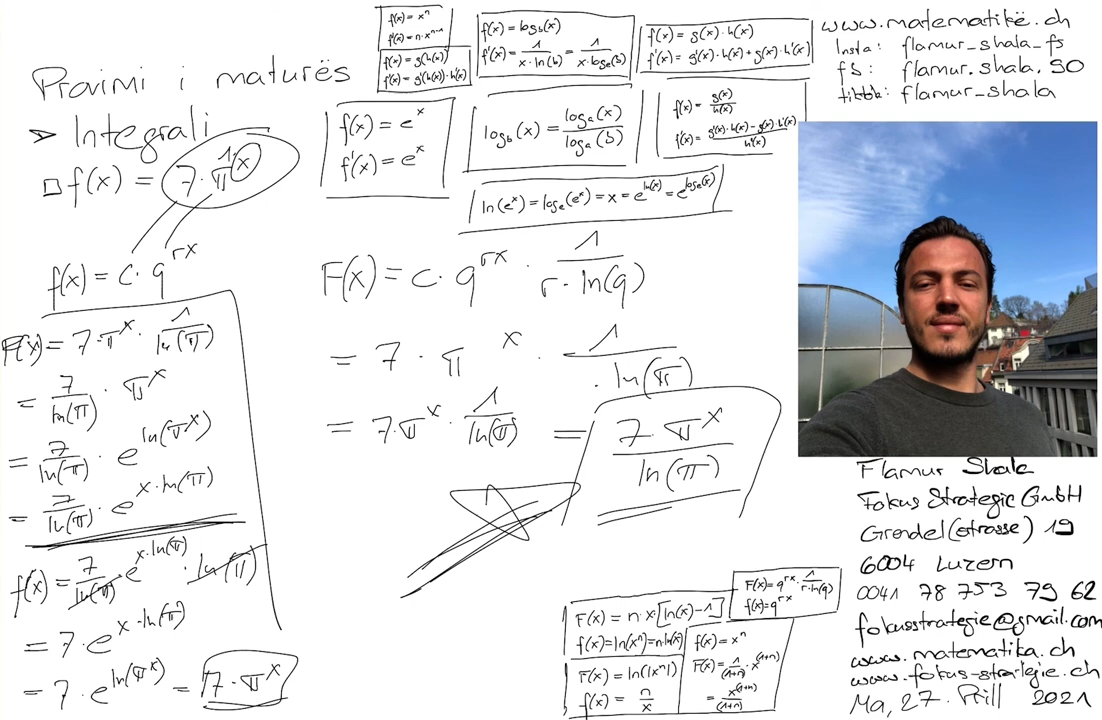 Provimi i maturës
➤ Integrali
□ f(x) = 7·π^(1·x)
f(x) = c·q^(rx)
F(x) = 7·π^x · 1/ln(π)
= 7/ln(π) · π^x
= 7/ln(π) · e^(ln(π^x))
= 7/ln(π) · e^(x·ln(π))
f(x) = 7/ln(π) e^(x·ln(π)) · ln(π)
= 7·e^(x·ln(π))
= 7·e^(ln(π^x)) = 7·π^x
f(x) = x^n
f'(x) = n·x^(n-1)
f(x) = g(h(x))
f'(x) = g'(h(x))·h'(x)
f(x) = log_b(x)
f'(x) = 1/(x·ln(b)) = 1/(x·log_e(b))
f(x) = g(x)·h(x)
f'(x) = g'(x)·h(x)+g(x)·h'(x)
f(x) = e^x
f'(x) = e^x
log_b(x) = log_a(x)/log_a(b)
f(x) = g(x)/h(x)
f'(x) = (g'(x)·h(x)-g(x)·h'(x))/h²(x)
ln(e^x) = log_e(e^x) = x = e^(ln(x)) = e^(log_e(x))
F(x) = c·q^(rx) · 1/(r·ln(q))
= 7·π^x · 1/(·ln(π))
= 7·π^x · 1/ln(π) = 7·π^x/ln(π)
F(x) = q^(rx)·1/(r·ln(q))
f(x) = q^(rx)
F(x) = n·x·[ln(x)-1]
f(x) = ln(x^n) = n·ln(x)
F(x) = ln(|x^n|)
f(x) = n/x
f(x) = x^n
F(x) = 1/(1+n)·x^(1+n)
= x^(1+n)/(1+n)
www.matematikë.ch
Insta: flamur_shala_fs
fb: flamur.shala.50
tiktok: flamur_shala
Flamur Shala
Fokus Strategie GmbH
Grendel(strasse) 19
6004 Luzern
0041 78 753 79 62
fokusstrategie@gmail.com
www.matematika.ch
www.fokus-strategie.ch
Ma, 27. Prill 2021